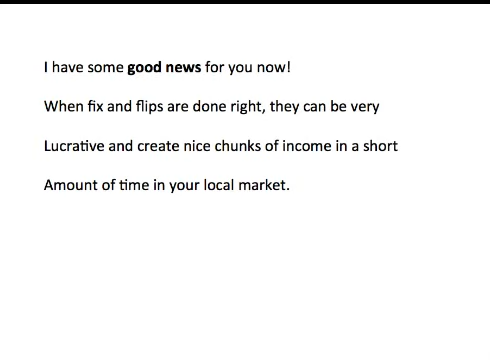 I have some good news for you now!
When fix and flips are done right, they can be very
Lucrative and create nice chunks of income in a short
Amount of time in your local market.